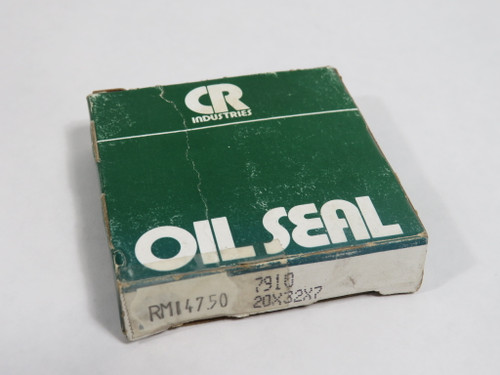 CR
INDUSTRIES
OIL SEAL
7910
RM14750 20X32X7